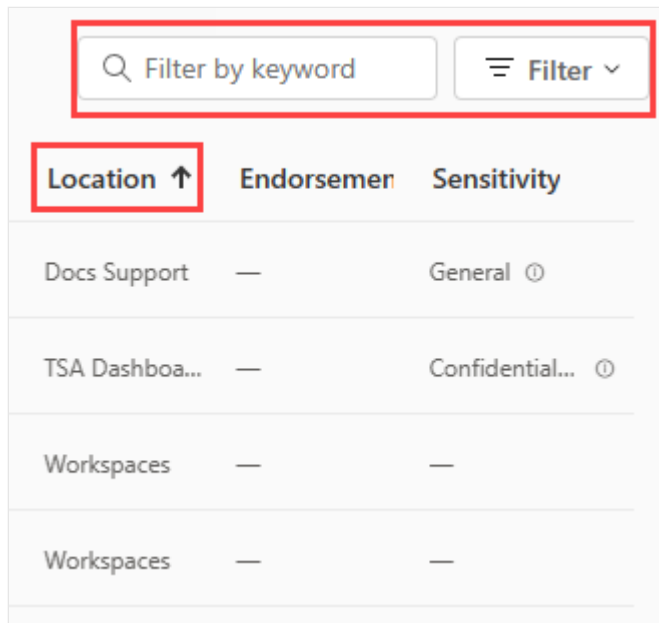 Filter by keyword Filter
Location ↑ Endorsemen Sensitivity
Docs Support — General
TSA Dashboa... — Confidential...
Workspaces — —
Workspaces — —